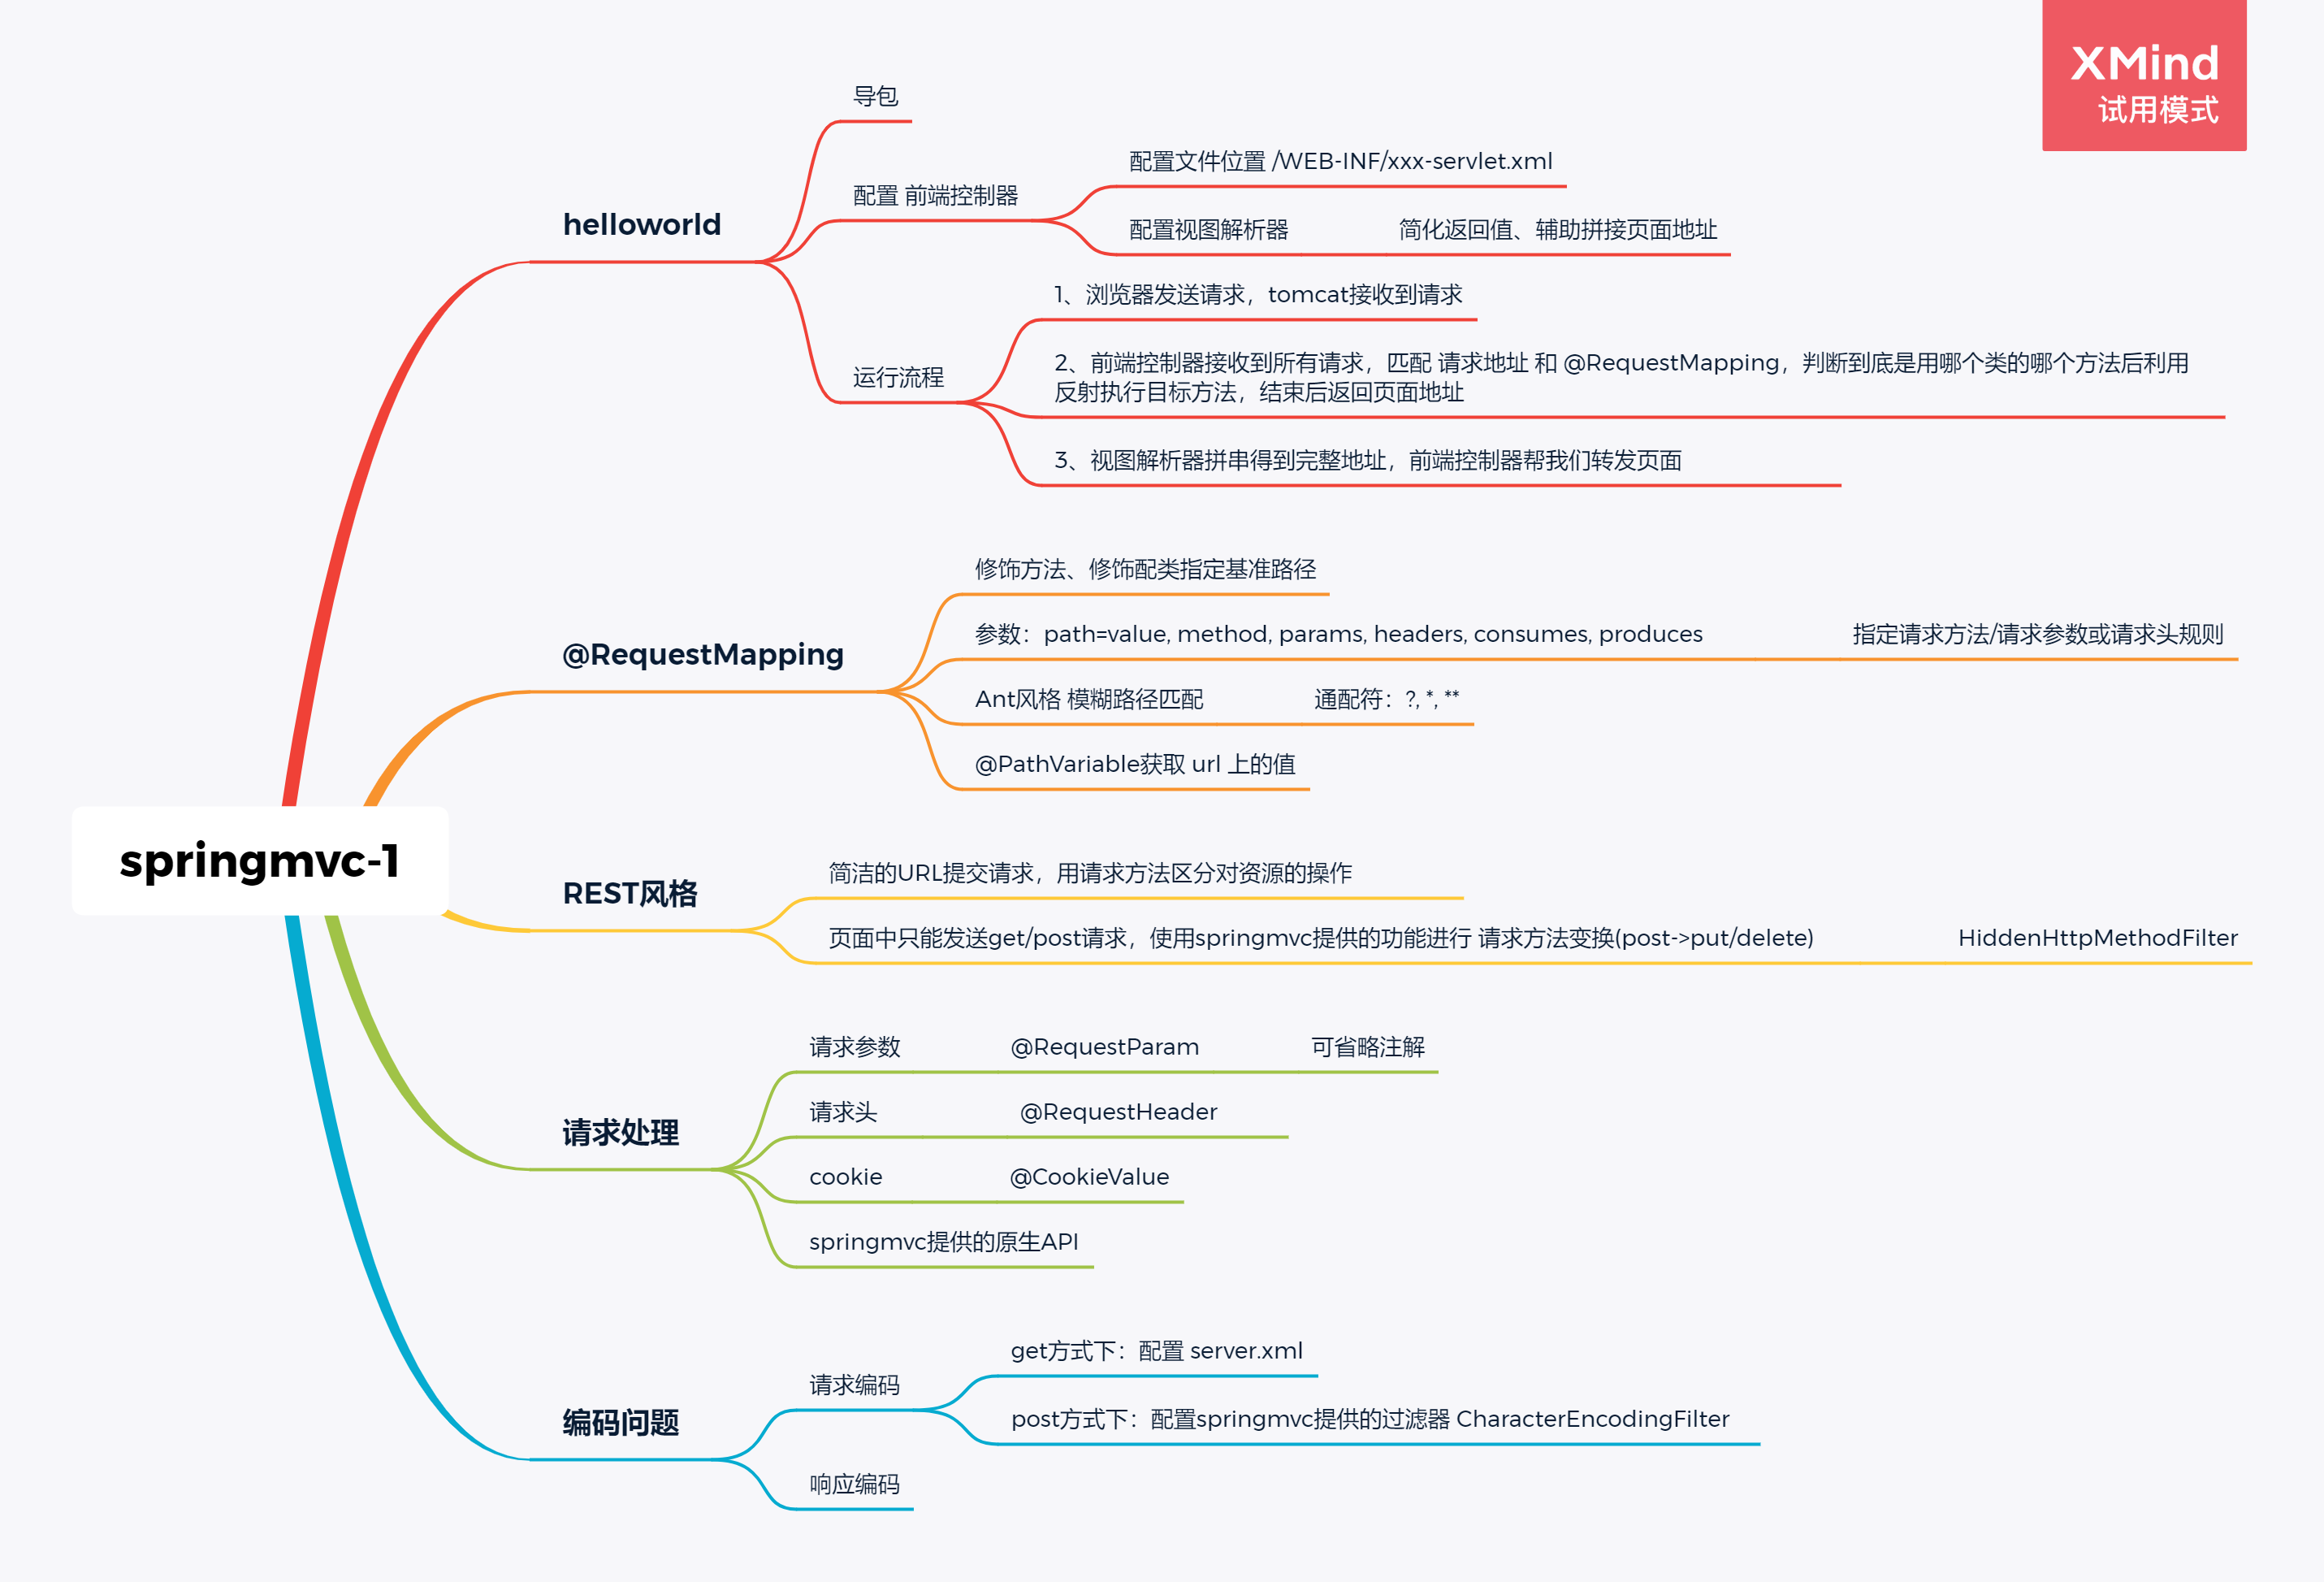 XMind
试用模式
springmvc-1
helloworld
导包
配置 前端控制器
配置文件位置 /WEB-INF/xxx-servlet.xml
配置视图解析器
简化返回值、辅助拼接页面地址
运行流程
1、浏览器发送请求，tomcat接收到请求
2、前端控制器接收到所有请求，匹配 请求地址 和 @RequestMapping，判断到底是用哪个类的哪个方法后利用
反射执行目标方法，结束后返回页面地址
3、视图解析器拼串得到完整地址，前端控制器帮我们转发页面
@RequestMapping
修饰方法、修饰配类指定基准路径
参数：path=value, method, params, headers, consumes, produces
指定请求方法/请求参数或请求头规则
Ant风格 模糊路径匹配
通配符：?, *, **
@PathVariable获取 url 上的值
REST风格
简洁的URL提交请求，用请求方法区分对资源的操作
页面中只能发送get/post请求，使用springmvc提供的功能进行 请求方法变换(post->put/delete)
HiddenHttpMethodFilter
请求处理
请求参数
@RequestParam
可省略注解
请求头
@RequestHeader
cookie
@CookieValue
springmvc提供的原生API
编码问题
请求编码
get方式下：配置 server.xml
post方式下：配置springmvc提供的过滤器 CharacterEncodingFilter
响应编码